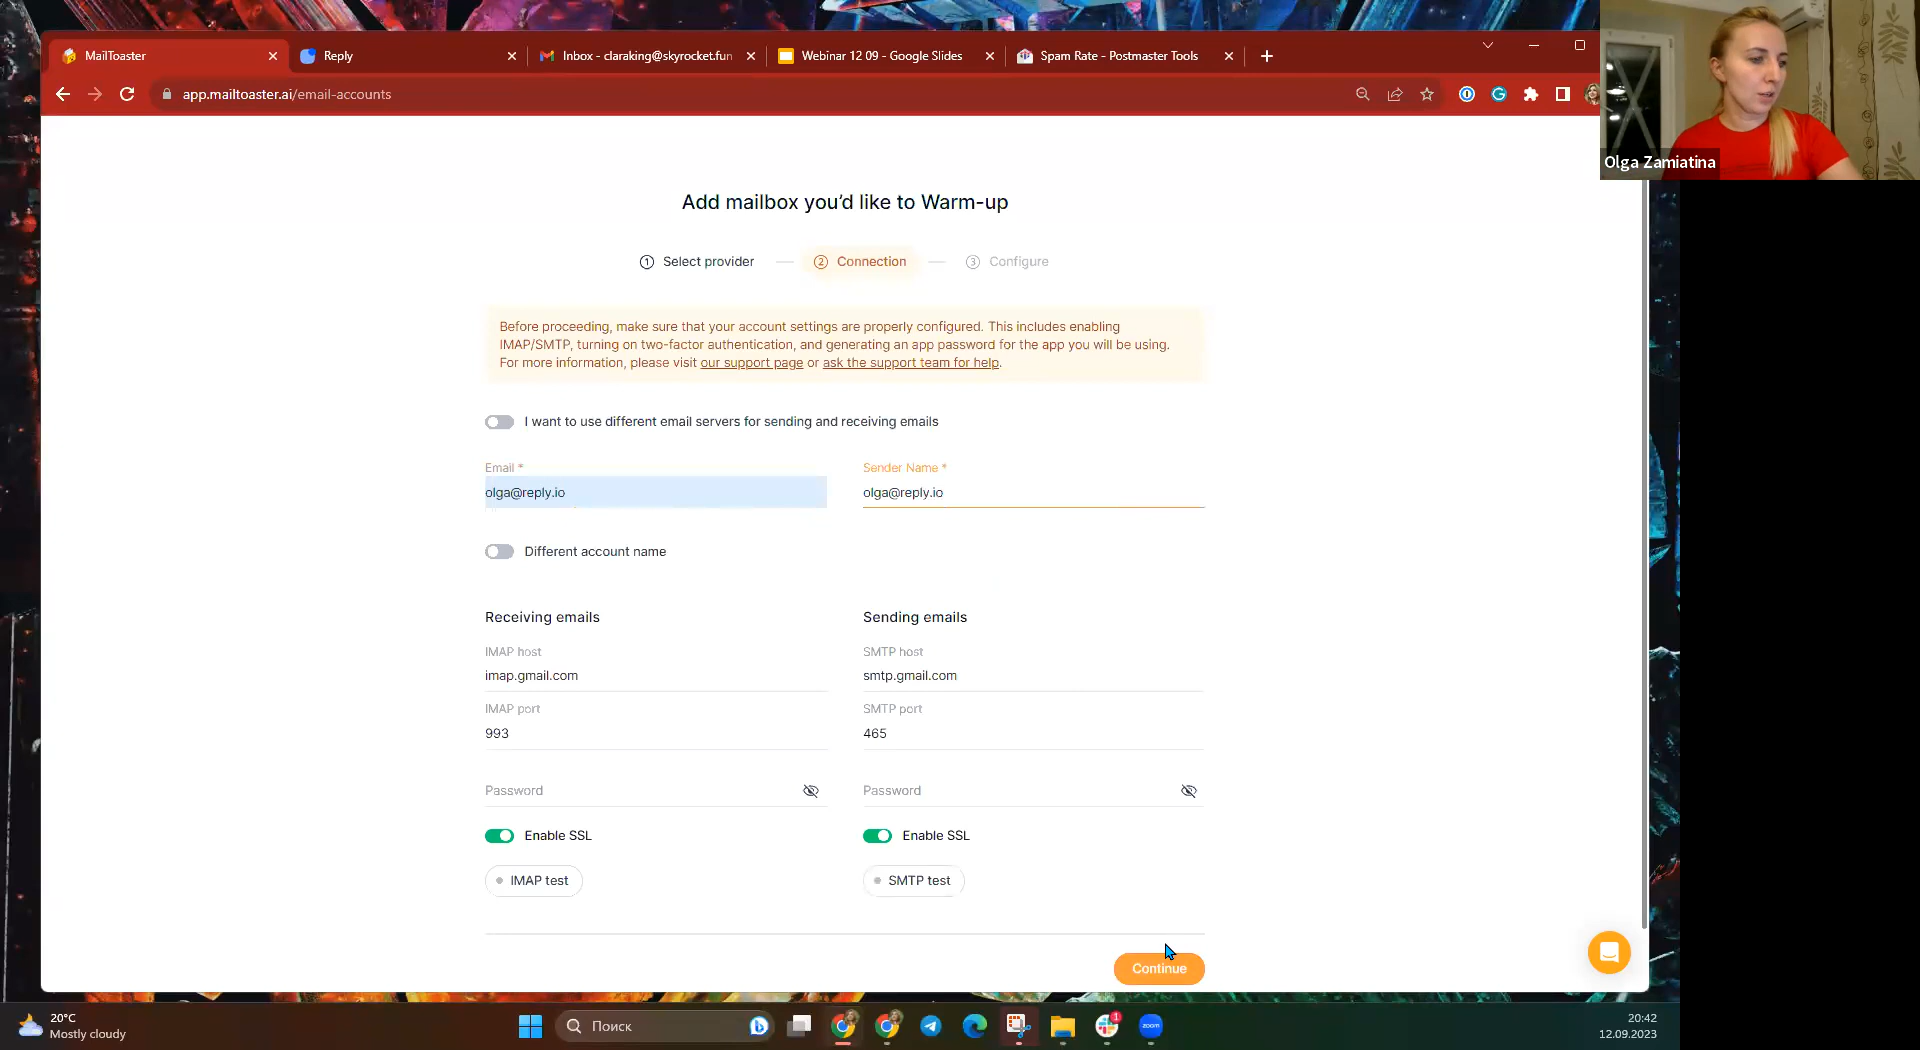 MailToaster
Reply
Inbox - claraking@skyrocket.fun
Webinar 12 09 - Google Slides
Spam Rate - Postmaster Tools
app.mailtoaster.ai/email-accounts
Olga Zamiatina
Add mailbox you'd like to Warm-up
1 Select provider
2 Connection
3 Configure
Before proceeding, make sure that your account settings are properly configured. This includes enabling
IMAP/SMTP, turning on two-factor authentication, and generating an app password for the app you will be using.
For more information, please visit our support page or ask the support team for help.
I want to use different email servers for sending and receiving emails
Email *
Sender Name *
olga@reply.io
olga@reply.io
Different account name
Receiving emails
Sending emails
IMAP host
SMTP host
imap.gmail.com
smtp.gmail.com
IMAP port
SMTP port
993
465
Password
Password
Enable SSL
Enable SSL
IMAP test
SMTP test
Continue
20°C
Mostly cloudy
Поиск
1
zoom
20:42
12.09.2023